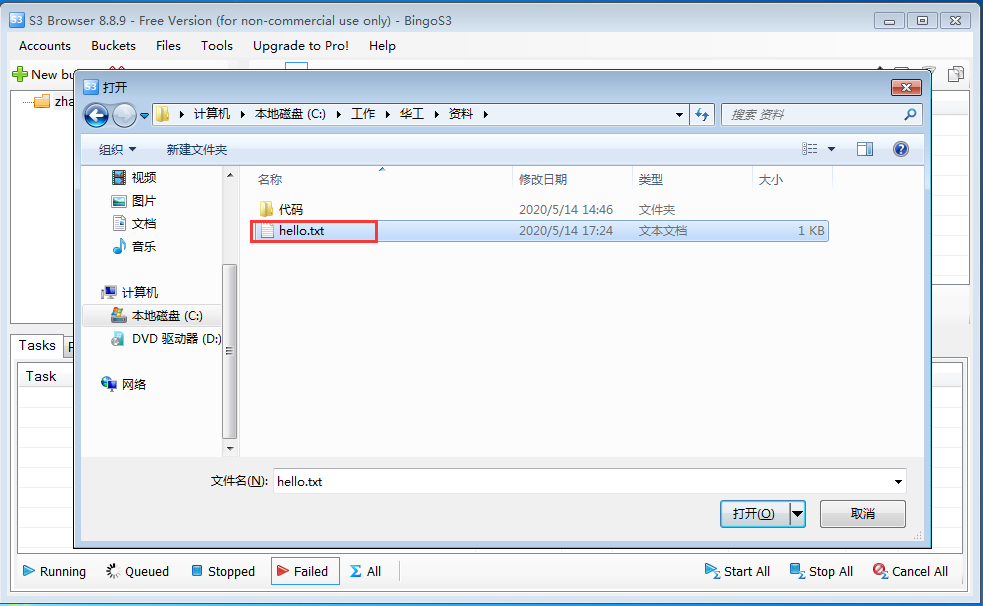 S3 Browser 8.8.9 - Free Version (for non-commercial use only) - BingoS3
Accounts Buckets Files Tools Upgrade to Pro! Help
New bu
zha
打开
计算机 本地磁盘 (C:) 工作 华工 资料
搜索 资料
组织 新建文件夹
名称 修改日期 类型 大小
视频
图片
文档
音乐
计算机
本地磁盘 (C:)
DVD 驱动器 (D:)
网络
代码 2020/5/14 14:46 文件夹
hello.txt 2020/5/14 17:24 文本文档 1 KB
文件名(N): hello.txt
打开(O) 取消
Tasks
Task
Running Queued Stopped Failed All Start All Stop All Cancel All